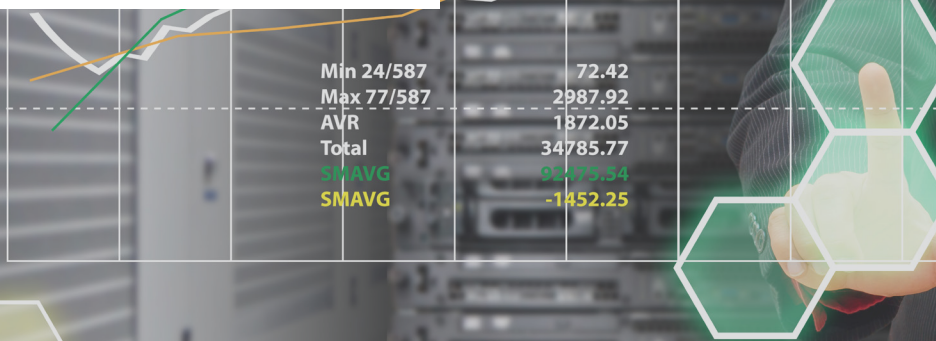 Min 24/587 72.42
Max 77/587 2987.92
AVR 1872.05
Total 34785.77
SMAVG 92475.54
SMAVG -1452.25